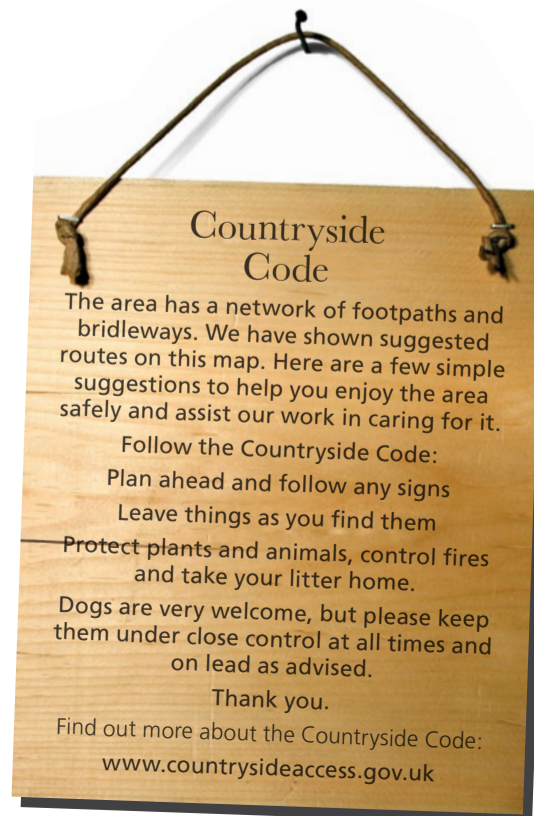 Countryside
Code
The area has a network of footpaths and
bridleways. We have shown suggested
routes on this map. Here are a few simple
suggestions to help you enjoy the area
safely and assist our work in caring for it.
Follow the Countryside Code:
Plan ahead and follow any signs
Leave things as you find them
Protect plants and animals, control fires
and take your litter home.
Dogs are very welcome, but please keep
them under close control at all times and
on lead as advised.
Thank you.
Find out more about the Countryside Code:
www.countrysideaccess.gov.uk